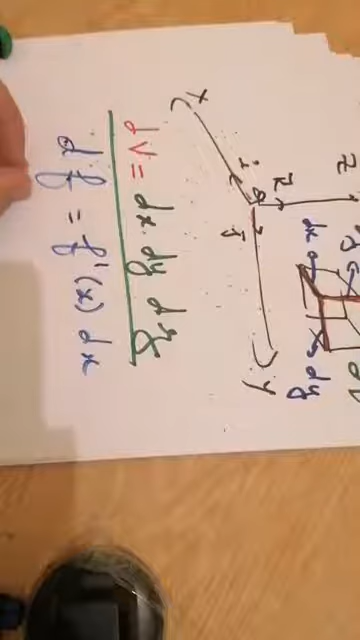 z
k
i
j
x
y
dx
dy
dV = dx dy dz
df = f'(x) dx